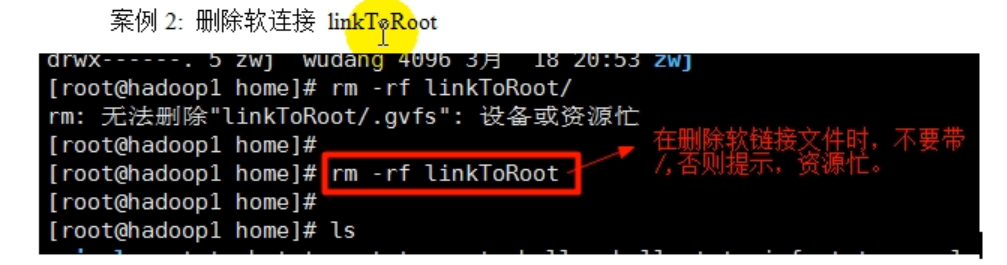 案例 2: 删除软连接 linkToRoot
drwx------. 5 zwj  wudang 4096 3月  18 20:53 zwj
[root@hadoop1 home]# rm -rf linkToRoot/
rm: 无法删除"linkToRoot/.gvfs": 设备或资源忙
[root@hadoop1 home]#
[root@hadoop1 home]# rm -rf linkToRoot
在删除软链接文件时，不要带
/,否则提示，资源忙。
[root@hadoop1 home]#
[root@hadoop1 home]# ls